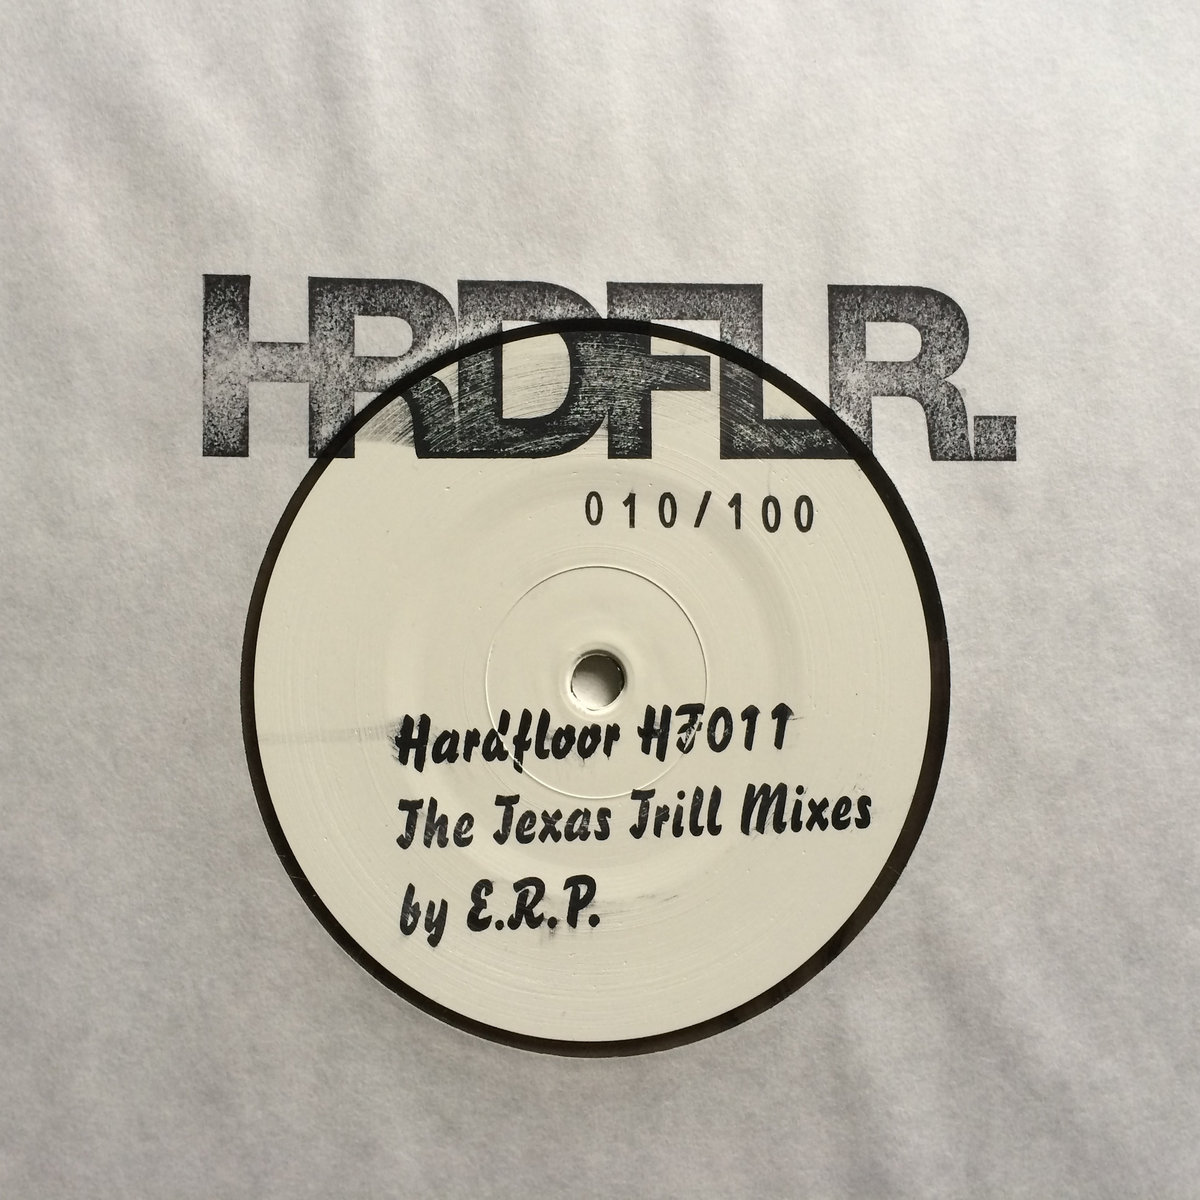 HRDFLR.
010/100
Hardfloor HF011
The Texas Trill Mixes
by E.R.P.